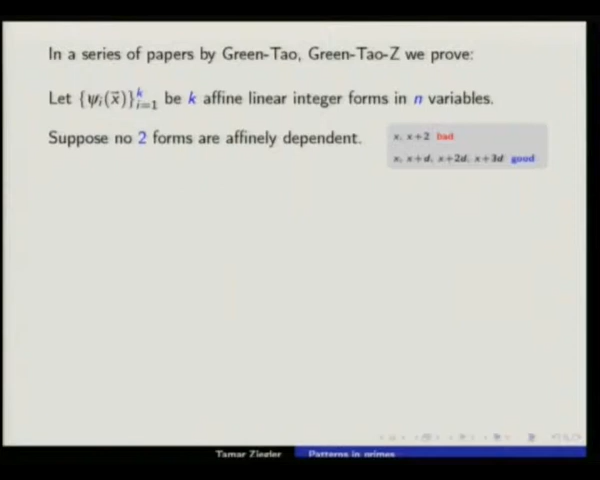 In a series of papers by Green-Tao, Green-Tao-Z we prove:
Let {ψᵢ(x⃗)}ᵏᵢ₌₁ be k affine linear integer forms in n variables.
Suppose no 2 forms are affinely dependent.
x, x+2 bad
x, x+d, x+2d, x+3d good
Tamar Ziegler Patterns in primes